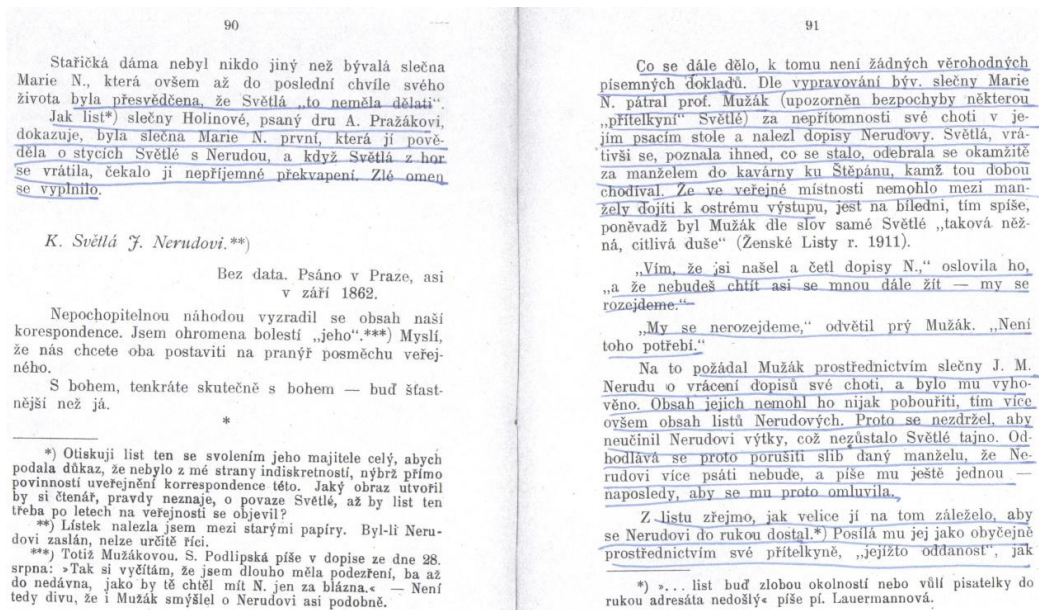 90
Stařičká dáma nebyl nikdo jiný než bývalá slečna
Marie N., která ovšem až do poslední chvíle svého
života byla přesvědčena, že Světlá „to neměla dělati“.
Jak list*) slečny Holinové, psaný dru A. Pražákovi,
dokazuje, byla slečna Marie N. první, která jí pově-
děla o stycích Světlé s Nerudou, a když Světlá z hor
se vrátila, čekalo ji nepříjemné překvapení. Zlé omen
se vyplnilo.
K. Světlá J. Nerudovi.**)
Bez data. Psáno v Praze, asi
v září 1862.
Nepochopitelnou náhodou vyzradil se obsah naší
korespondence. Jsem ohromena bolestí „jeho“.***) Myslí,
že nás chcete oba postaviti na pranýř posměchu veřej-
ného.
S bohem, tenkráte skutečně s bohem — buď šťast-
nější než já.
*
*) Otiskuji list ten se svolením jeho majitele celý, abych
podala důkaz, že nebylo z mé strany indiskretností, nýbrž přímo
povinností uveřejnění korrespondence této. Jaký obraz utvořil
by si čtenář, pravdy neznaje, o povaze Světlé, až by list ten
třeba po letech na veřejnosti se objevil?
**) Lístek nalezla jsem mezi starými papíry. Byl-li Neru-
dovi zaslán, nelze určitě říci.
***) Totiž Mužákovou. S. Podlipská píše v dopise ze dne 28.
srpna: »Tak si vyčítám, že jsem dlouho měla podezření, ba až
do nedávna, jako by tě chtěl mít N. jen za blázna.« — Není
tedy divu, že i Mužák smýšlel o Nerudovi asi podobně.
91
Co se dále dělo, k tomu není žádných věrohodných
písemných dokladů. Dle vypravování býv. slečny Marie
N. pátral prof. Mužák (upozorněn bezpochyby některou
„přítelkyní“ Světlé) za nepřítomnosti své choti v je-
jím psacím stole a nalezl dopisy Nerudovy. Světlá, vrá-
tivši se, poznala ihned, co se stalo, odebrala se okamžitě
za manželem do kavárny ku Štěpánu, kamž tou dobou
chodíval. Že ve veřejné místnosti nemohlo mezi man-
žely dojíti k ostrému výstupu, jest na bíledni, tím spíše,
poněvadž byl Mužák dle slov samé Světlé „taková něž-
ná, citlivá duše“ (Ženské Listy r. 1911).
„Vím, že jsi našel a četl dopisy N.,“ oslovila ho,
„a že nebudeš chtít asi se mnou dále žít — my se
rozejdeme.“
„My se nerozejdeme,“ odvětil prý Mužák. „Není
toho potřebí.“
Na to požádal Mužák prostřednictvím slečny J. M.
Nerudu o vrácení dopisů své choti, a bylo mu vyho-
věno. Obsah jejich nemohl ho nijak pobouřiti, tím více
ovšem obsah listů Nerudových. Proto se nezdržel, aby
neučinil Nerudovi výtky, což nezůstalo Světlé tajno. Od-
hodlává se proto porušiti slib daný manželu, že Ne-
rudovi více psáti nebude, a píše mu ještě jednou —
naposledy, aby se mu proto omluvila.
Z listu zřejmo, jak velice jí na tom záleželo, aby
se Nerudovi do rukou dostal.*) Posílá mu jej jako obyčejně
prostřednictvím své přítelkyně, „jejížto oddanost“, jak
*) ». . . list buď zlobou okolností nebo vůlí pisatelky do
rukou adresáta nedošlý« píše pí. Lauermannová.